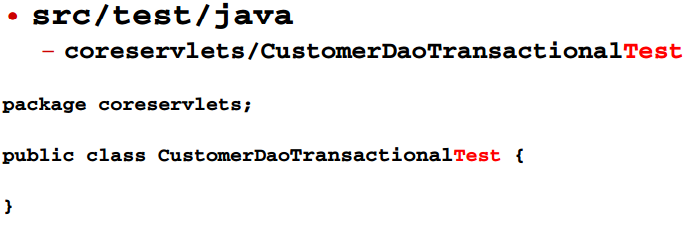 • src/test/java
– coreservlets/CustomerDaoTransactionalTest
package coreservlets;
public class CustomerDaoTransactionalTest {
}